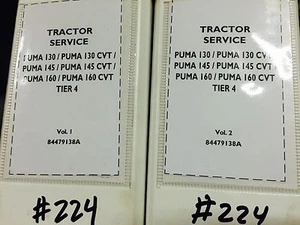 TRACTOR
SERVICE
PUMA 130 / PUMA 130 CVT /
PUMA 145 / PUMA 145 CVT /
PUMA 160 / PUMA 160 CVT
TIER 4
Vol. 1
84479138A
#224
TRACTOR
SERVICE
PUMA 130 / PUMA 130 CVT /
PUMA 145 / PUMA 145 CVT /
PUMA 160 / PUMA 160 CVT
TIER 4
Vol. 2
84479138A
#224